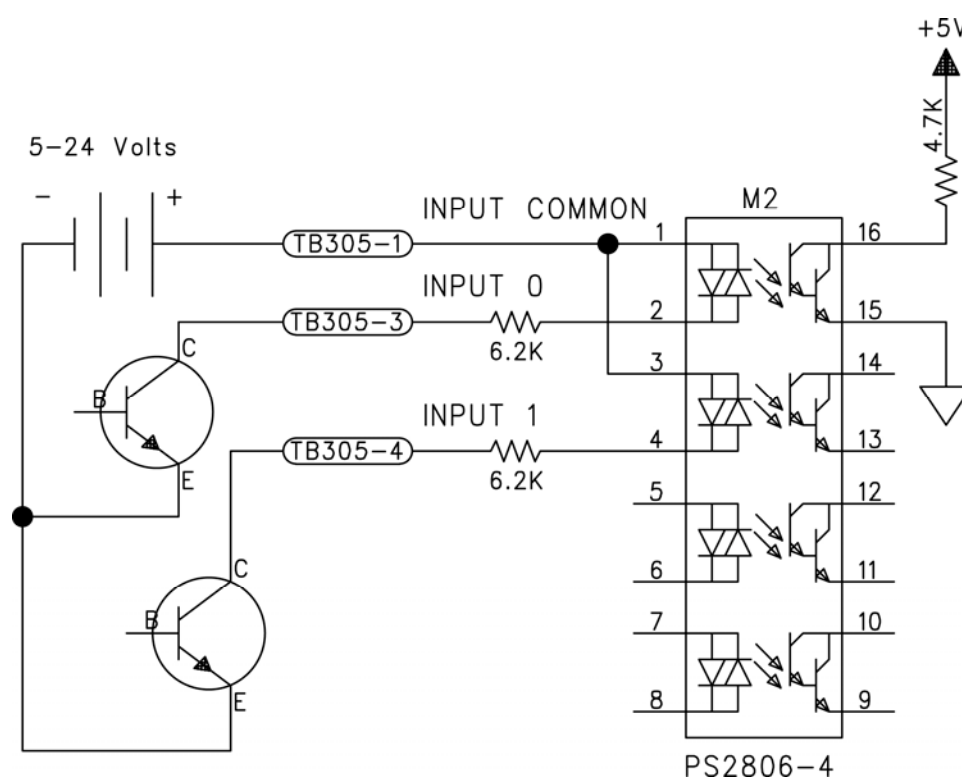 +5V
4.7K
5-24 Volts
- +
M2
INPUT COMMON
TB305-1
1 16
INPUT 0
TB305-3
2 15
6.2K
C
B
E
3 14
INPUT 1
TB305-4
4 13
6.2K
5 12
6 11
C
B
E
7 10
8 9
PS2806-4